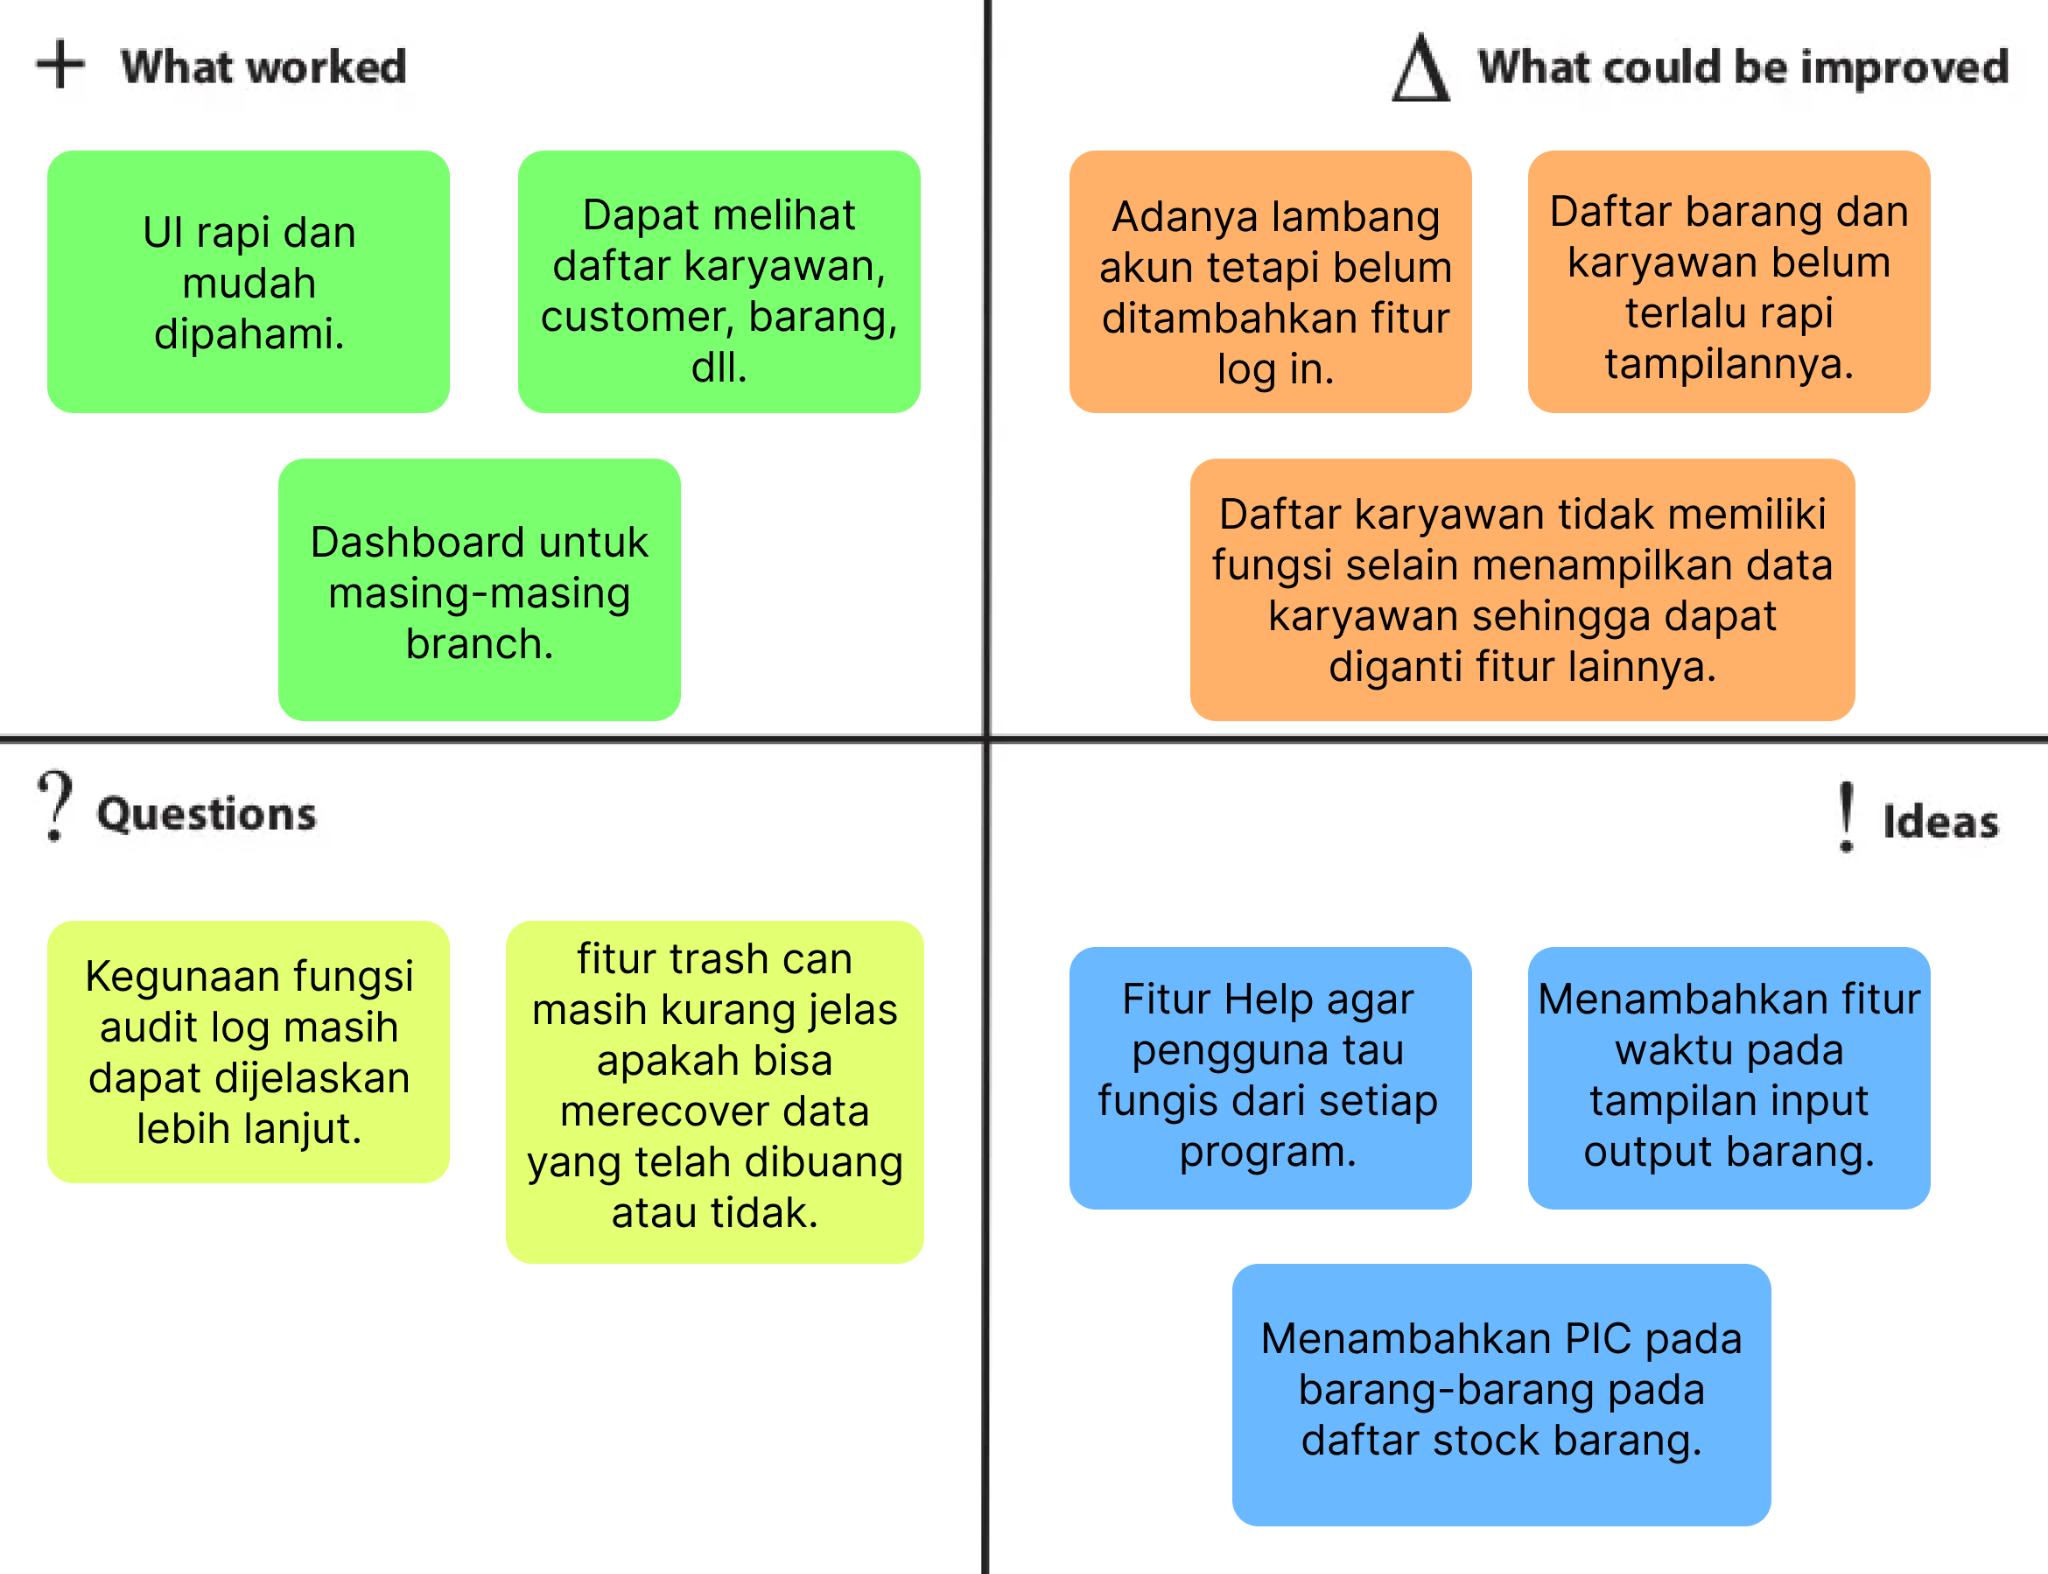 + What worked
UI rapi dan
mudah
dipahami.
Dapat melihat
daftar karyawan,
customer, barang,
dll.
Dashboard untuk
masing-masing
branch.
Δ What could be improved
Adanya lambang
akun tetapi belum
ditambahkan fitur
log in.
Daftar barang dan
karyawan belum
terlalu rapi
tampilannya.
Daftar karyawan tidak memiliki
fungsi selain menampilkan data
karyawan sehingga dapat
diganti fitur lainnya.
? Questions
Kegunaan fungsi
audit log masih
dapat dijelaskan
lebih lanjut.
fitur trash can
masih kurang jelas
apakah bisa
merecover data
yang telah dibuang
atau tidak.
! Ideas
Fitur Help agar
pengguna tau
fungis dari setiap
program.
Menambahkan fitur
waktu pada
tampilan input
output barang.
Menambahkan PIC pada
barang-barang pada
daftar stock barang.